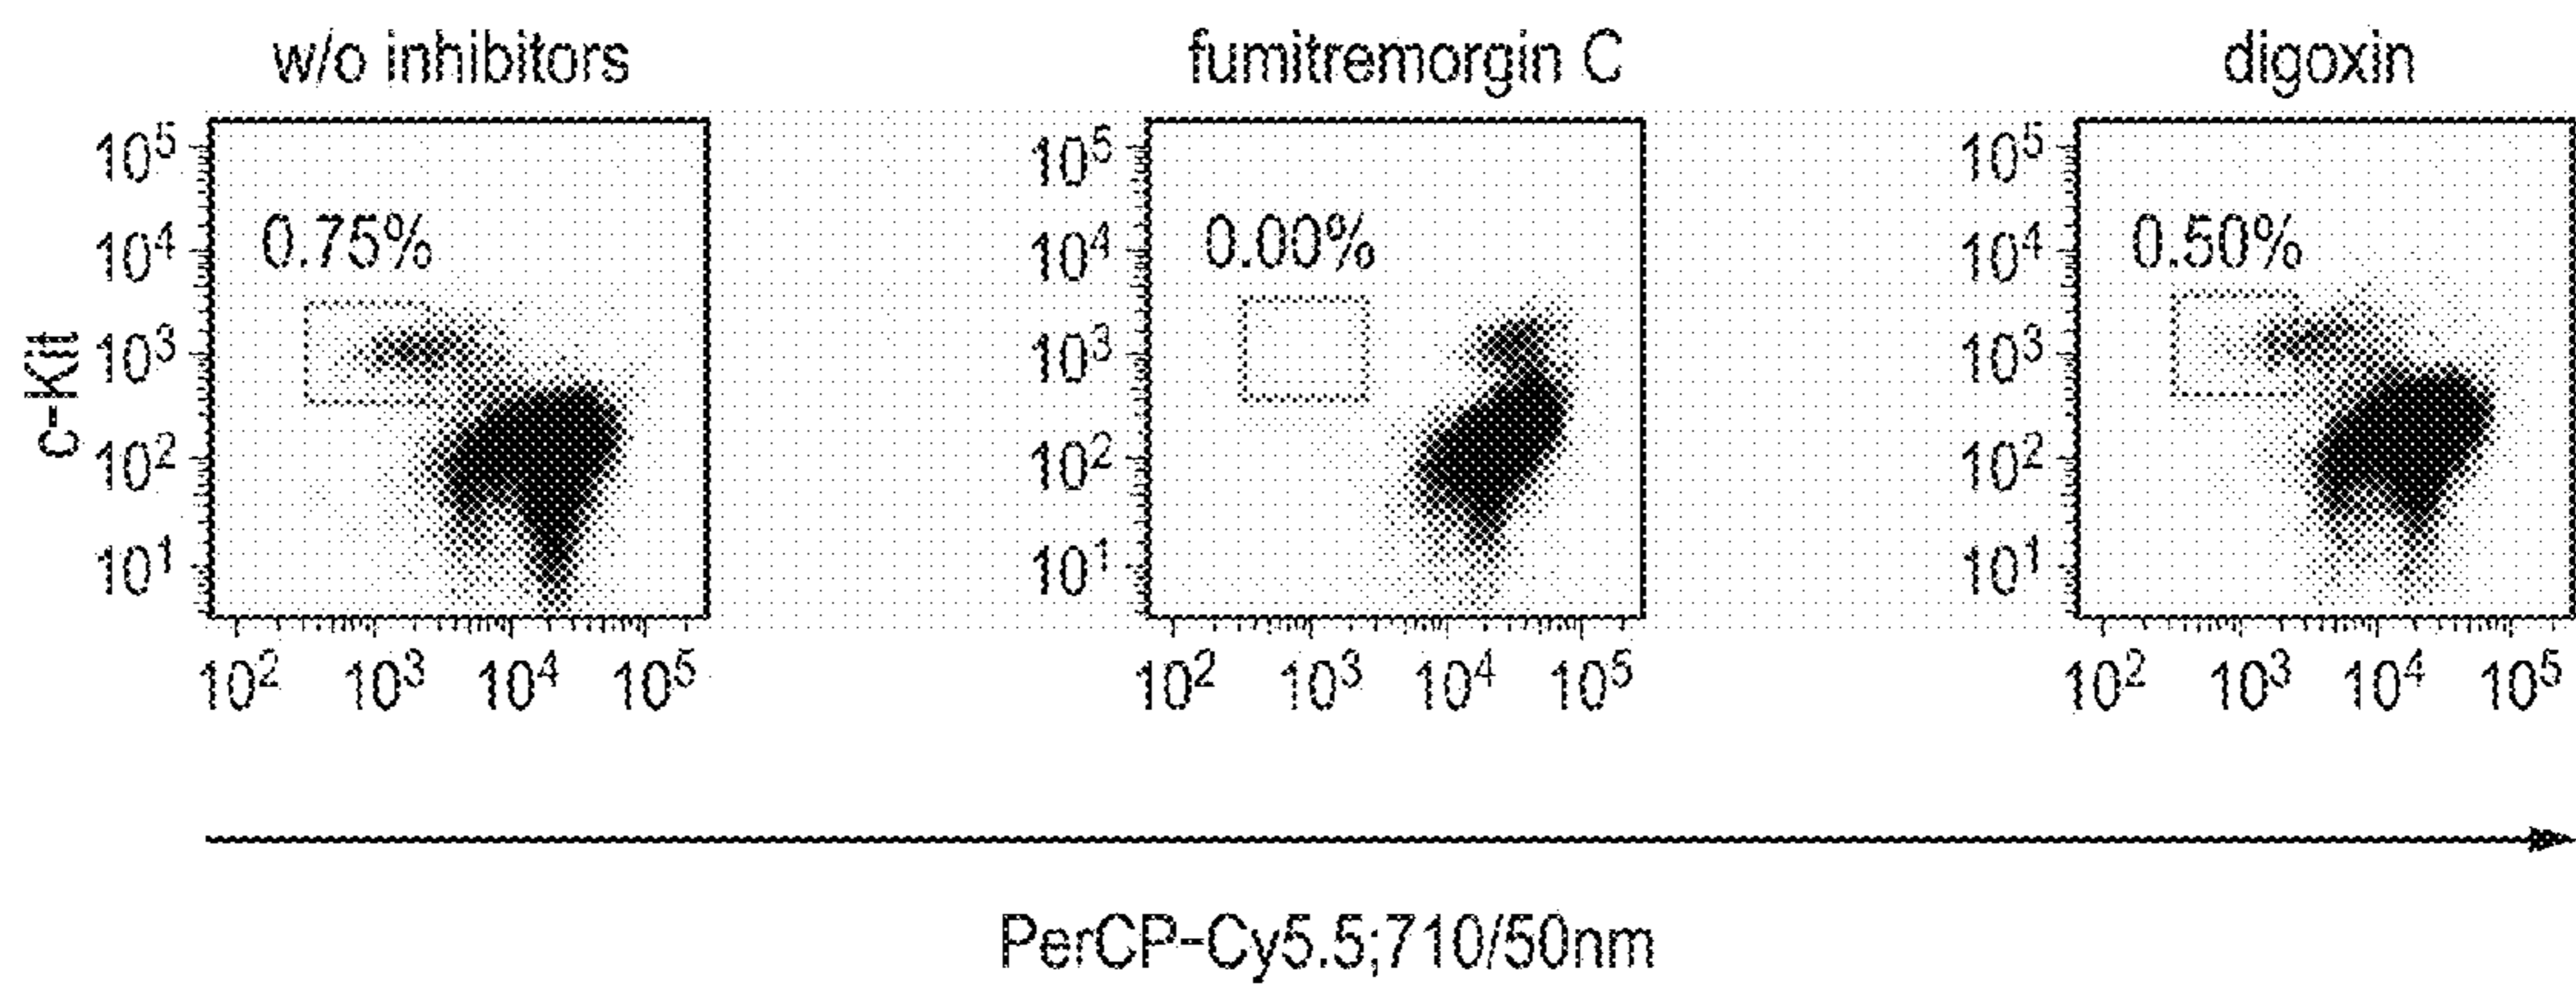 w/o inhibitors fumitremorgin C digoxin
10⁵ 10⁵ 10⁵
0.75% 0.00% 0.50%
10⁴ 10⁴ 10⁴
c-Kit
10³ 10³ 10³
10² 10² 10²
10¹ 10¹ 10¹
10² 10³ 10⁴ 10⁵ 10² 10³ 10⁴ 10⁵ 10² 10³ 10⁴ 10⁵
PerCP-Cy5.5;710/50nm